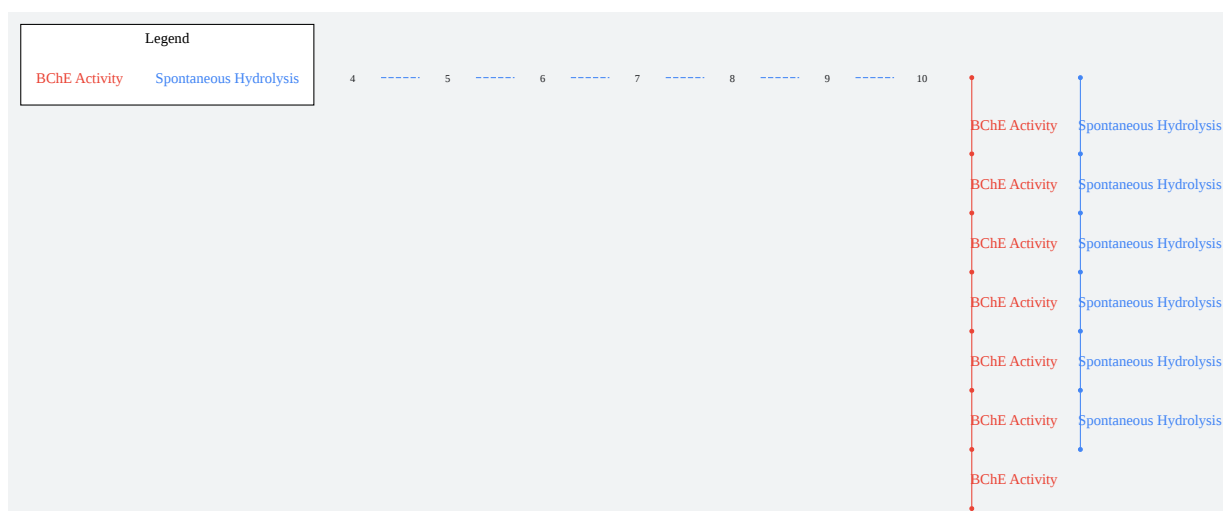 Legend
BChE Activity Spontaneous Hydrolysis 4 5 6 7 8 9 10
BChE Activity Spontaneous Hydrolysis
BChE Activity Spontaneous Hydrolysis
BChE Activity Spontaneous Hydrolysis
BChE Activity Spontaneous Hydrolysis
BChE Activity Spontaneous Hydrolysis
BChE Activity Spontaneous Hydrolysis
BChE Activity